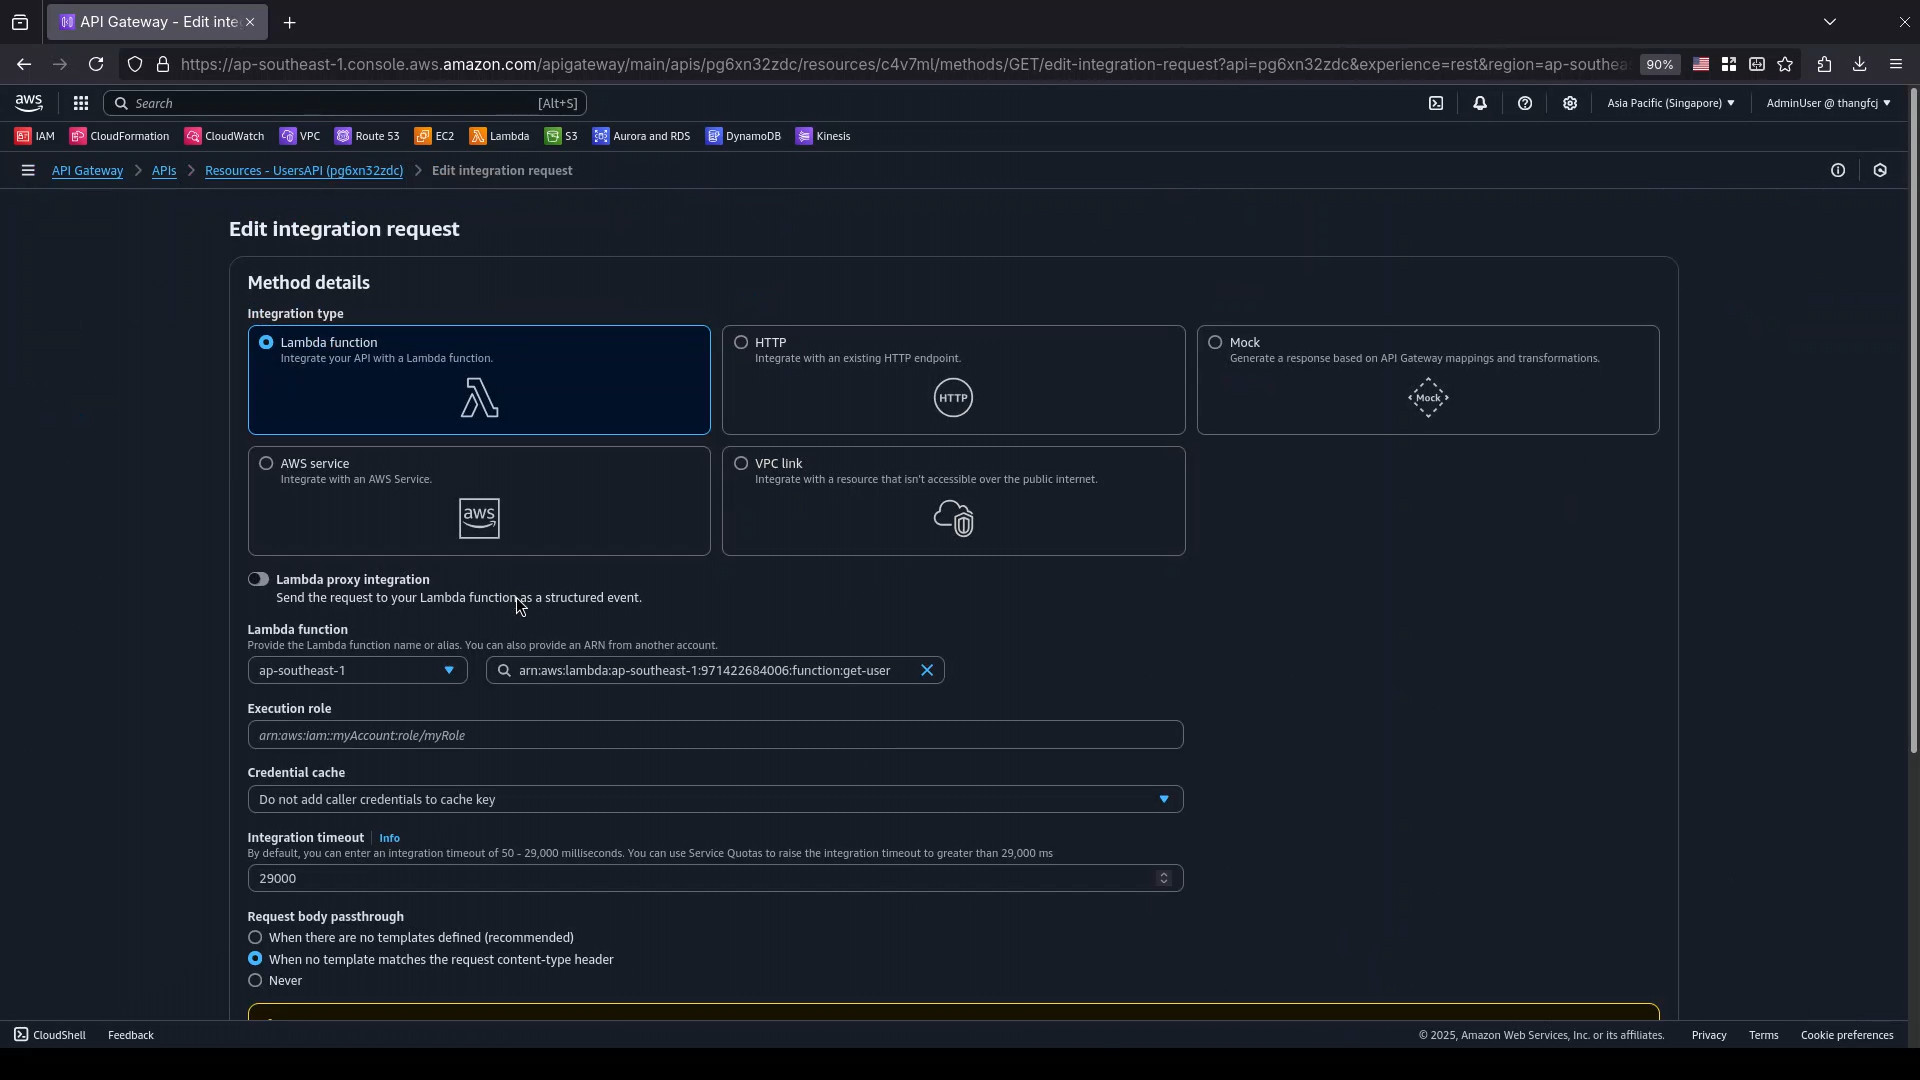 API Gateway - Edit inte
https://ap-southeast-1.console.aws.amazon.com/apigateway/main/apis/pg6xn32zdc/resources/c4v7ml/methods/GET/edit-integration-request?api=pg6xn32zdc&experience=rest&region=ap-southea
90%
aws
Search
[Alt+S]
Asia Pacific (Singapore)
AdminUser @ thangfcj
IAM
CloudFormation
CloudWatch
VPC
Route 53
EC2
Lambda
S3
Aurora and RDS
DynamoDB
Kinesis
API Gateway
APIs
Resources - UsersAPI (pg6xn32zdc)
Edit integration request
Edit integration request
Method details
Integration type
Lambda function
Integrate your API with a Lambda function.
HTTP
Integrate with an existing HTTP endpoint.
HTTP
Mock
Generate a response based on API Gateway mappings and transformations.
Mock
AWS service
Integrate with an AWS Service.
aws
VPC link
Integrate with a resource that isn't accessible over the public internet.
Lambda proxy integration
Send the request to your Lambda function as a structured event.
Lambda function
Provide the Lambda function name or alias. You can also provide an ARN from another account.
ap-southeast-1
arn:aws:lambda:ap-southeast-1:971422684006:function:get-user
Execution role
arn:aws:iam::myAccount:role/myRole
Credential cache
Do not add caller credentials to cache key
Integration timeout
Info
By default, you can enter an integration timeout of 50 - 29,000 milliseconds. You can use Service Quotas to raise the integration timeout to greater than 29,000 ms
29000
Request body passthrough
When there are no templates defined (recommended)
When no template matches the request content-type header
Never
CloudShell
Feedback
© 2025, Amazon Web Services, Inc. or its affiliates.
Privacy
Terms
Cookie preferences